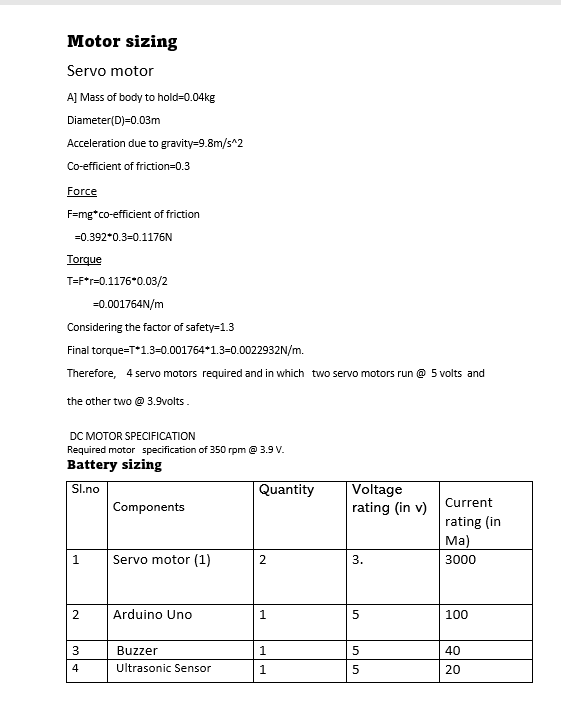 Motor sizing
Servo motor
A] Mass of body to hold=0.04kg
Diameter(D)=0.03m
Acceleration due to gravity=9.8m/s^2
Co-efficient of friction=0.3
Force
F=mg*co-efficient of friction
=0.392*0.3=0.1176N
Torque
T=F*r=0.1176*0.03/2
=0.001764N/m
Considering the factor of safety=1.3
Final torque=T*1.3=0.001764*1.3=0.0022932N/m.
Therefore, 4 servo motors required and in which two servo motors run @ 5 volts and
the other two @ 3.9volts .
DC MOTOR SPECIFICATION
Required motor specification of 350 rpm @ 3.9 V.
Battery sizing
Sl.no Components Quantity Voltage rating (in v) Current rating (in Ma)
1 Servo motor (1) 2 3. 3000
2 Arduino Uno 1 5 100
3 Buzzer 1 5 40
4 Ultrasonic Sensor 1 5 20